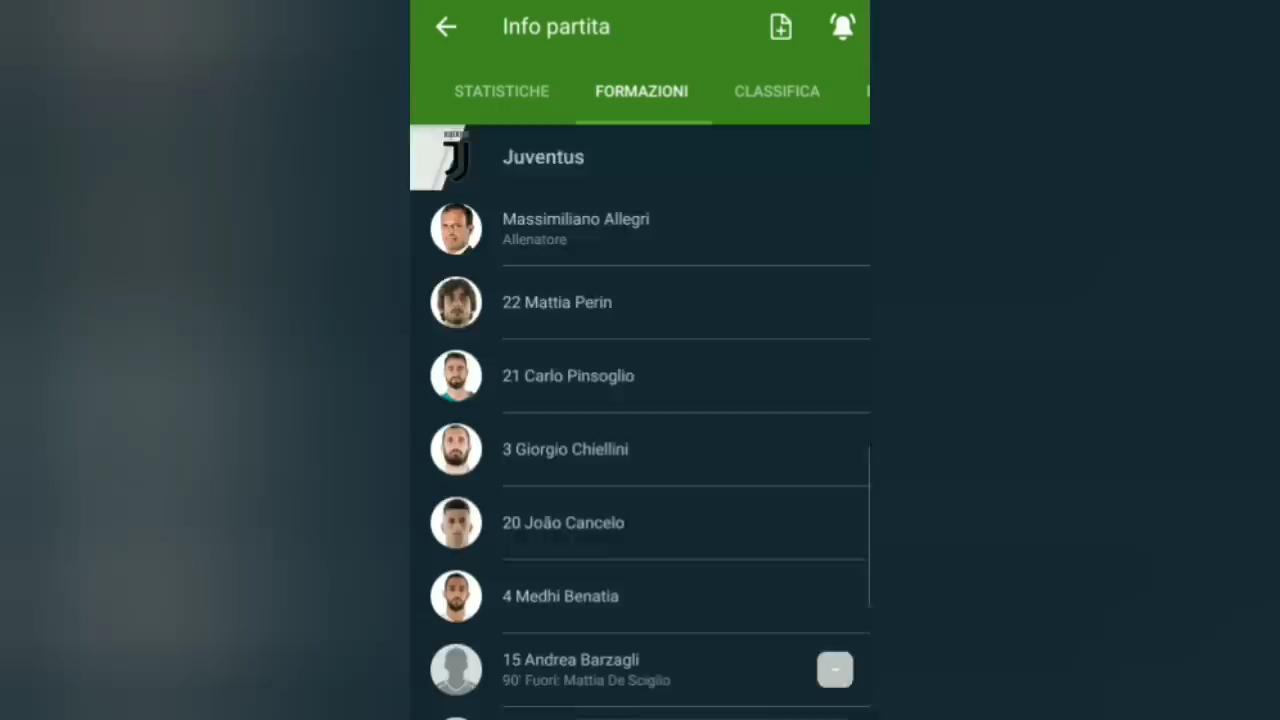 Info partita
STATISTICHE
FORMAZIONI
CLASSIFICA
Juventus
Massimiliano Allegri
Allenatore
22 Mattia Perin
21 Carlo Pinsoglio
3 Giorgio Chiellini
20 João Cancelo
4 Medhi Benatia
15 Andrea Barzagli
90' Fuori: Mattia De Sciglio
-